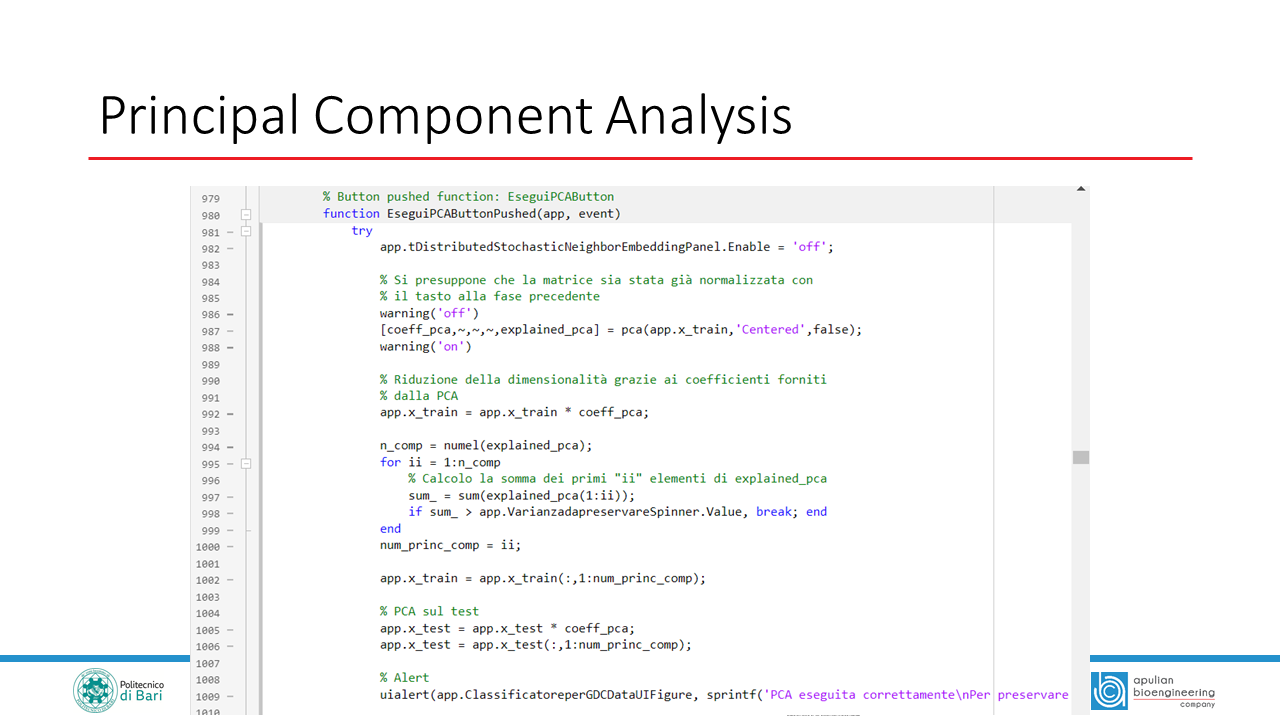 Principal Component Analysis
979 % Button pushed function: EseguiPCAButton
980 function EseguiPCAButtonPushed(app, event)
981 try
982 app.tDistributedStochasticNeighborEmbeddingPanel.Enable = 'off';
983
984 % Si presuppone che la matrice sia stata già normalizzata con
985 % il tasto alla fase precedente
986 warning('off')
987 [coeff_pca,~,~,~,explained_pca] = pca(app.x_train,'Centered',false);
988 warning('on')
989
990 % Riduzione della dimensionalità grazie ai coefficienti forniti
991 % dalla PCA
992 app.x_train = app.x_train * coeff_pca;
993
994 n_comp = numel(explained_pca);
995 for ii = 1:n_comp
996 % Calcolo la somma dei primi "ii" elementi di explained_pca
997 sum_ = sum(explained_pca(1:ii));
998 if sum_ > app.VarianzadapreservareSpinner.Value, break; end
999 end
1000 num_princ_comp = ii;
1001
1002 app.x_train = app.x_train(:,1:num_princ_comp);
1003
1004 % PCA sul test
1005 app.x_test = app.x_test * coeff_pca;
1006 app.x_test = app.x_test(:,1:num_princ_comp);
1007
1008 % Alert
1009 uialert(app.ClassificatoreperGDCDataUIFigure, sprintf('PCA eseguita correttamente\nPer preservare
1010
Politecnico
di Bari
apulian
bioengineering
company